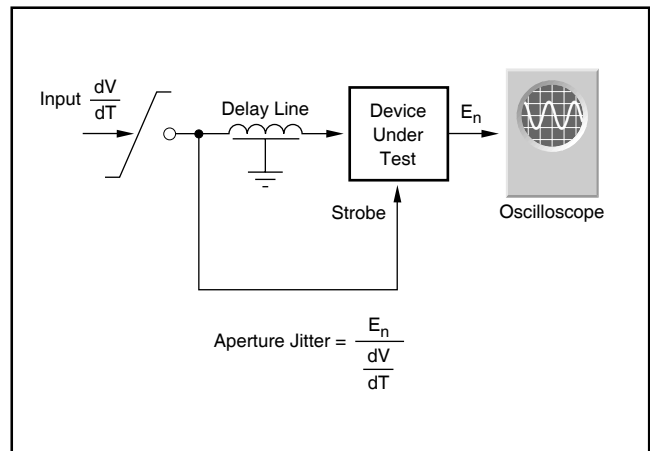 Input dV
dT
Delay Line
Device
Under
Test
En
Strobe
Oscilloscope
Aperture Jitter = En
dV
dT